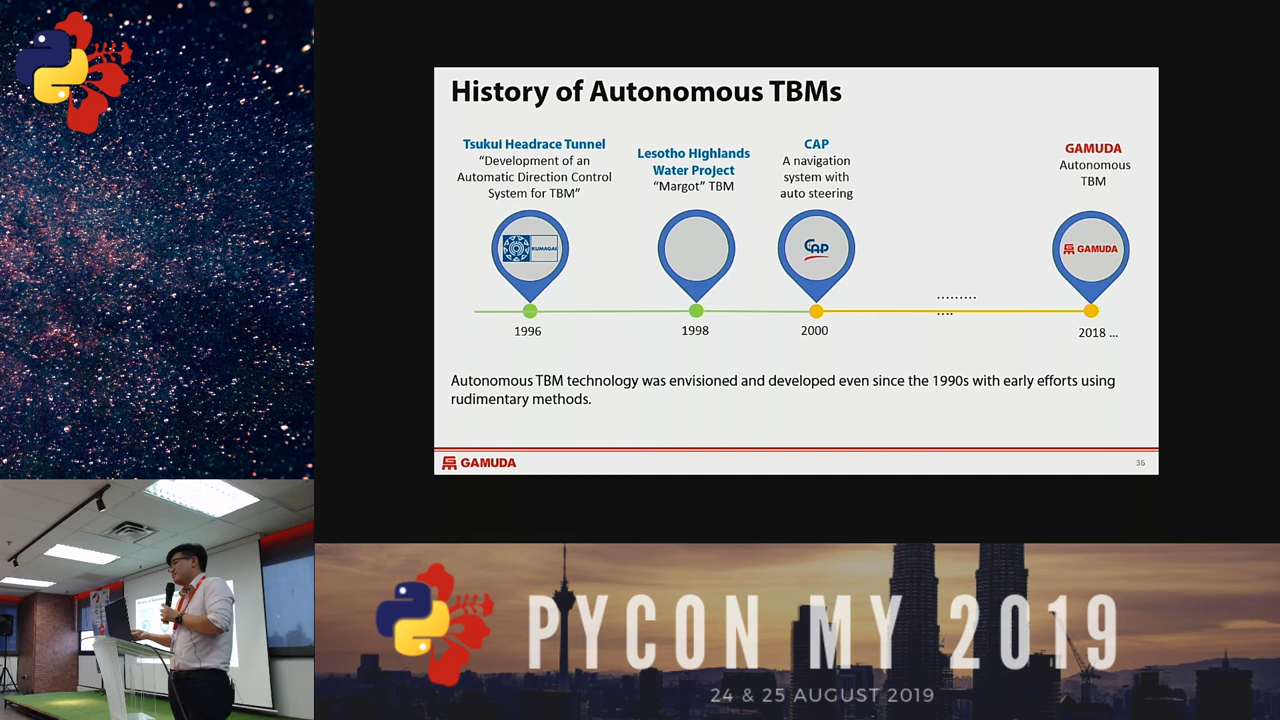 History of Autonomous TBMs
Tsukui Headrace Tunnel
“Development of an
Automatic Direction Control
System for TBM”
Lesotho Highlands
Water Project
“Margot” TBM
CAP
A navigation
system with
auto steering
GAMUDA
Autonomous
TBM
KUMAGAI
CAP
GAMUDA
.........
....
1996
1998
2000
2018 ...
Autonomous TBM technology was envisioned and developed even since the 1990s with early efforts using
rudimentary methods.
GAMUDA
36
PYCON MY 2019
24 & 25 AUGUST 2019